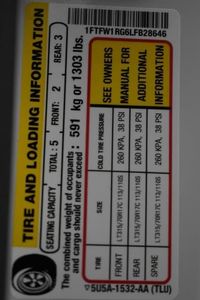 1FTFW1RG6LFB28646
TIRE AND LOADING INFORMATION
SEATING CAPACITY TOTAL: 5 FRONT: 2 REAR: 3
The combined weight of occupants
and cargo should never exceed: 591 kg or 1303 lbs.
TIRE SIZE COLD TIRE PRESSURE
FRONT LT315/70R17C 113/110S 260 KPA, 38 PSI
REAR LT315/70R17C 113/110S 260 KPA, 38 PSI
SPARE LT315/70R17C 113/110S 260 KPA, 38 PSI
SEE OWNERS
MANUAL FOR
ADDITIONAL
INFORMATION
5U5A-1532-AA (TLU)